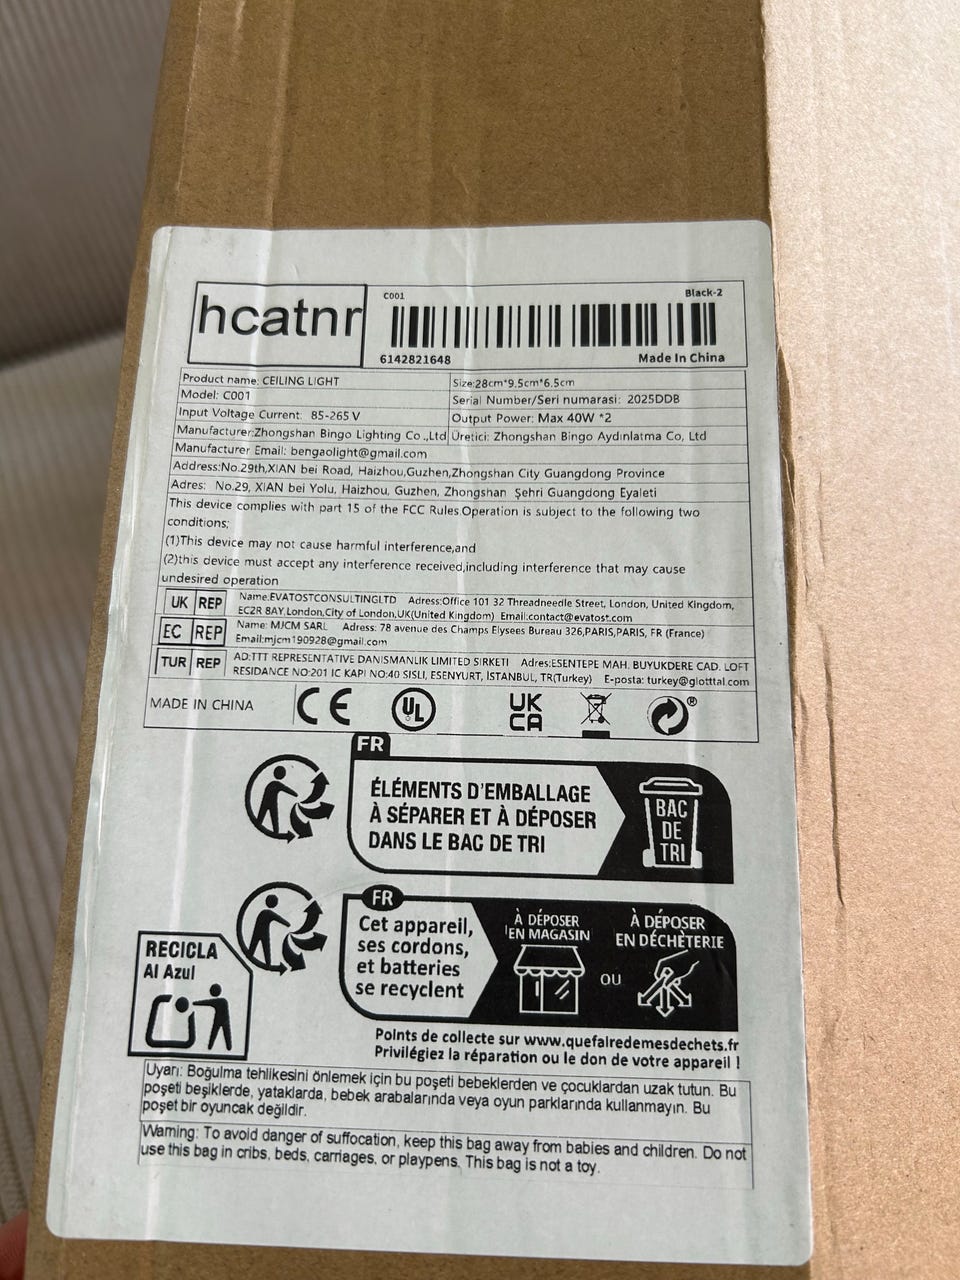 hcatnr
C001
Black-2
6142821648
Made In China
Product name: CEILING LIGHT
Size:28cm*9.5cm*6.5cm
Model: C001
Serial Number/Seri numarasi: 2025DDB
Input Voltage Current: 85-265 V
Output Power: Max 40W *2
Manufacturer:Zhongshan Bingo Lighting Co .,Ltd
Üretici: Zhongshan Bingo Aydınlatma Co, Ltd
Manufacturer Email: bengaolight@gmail.com
Address:No.29th,XIAN bei Road, Haizhou,Guzhen,Zhongshan City Guangdong Province
Adres: No.29, XIAN bei Yolu, Haizhou, Guzhen, Zhongshan Şehri Guangdong Eyaleti
This device complies with part 15 of the FCC Rules.Operation is subject to the following two
conditions;
(1)This device may not cause harmful interference,and
(2)this device must accept any interference received,including interference that may cause
undesired operation
UK REP
Name:EVATOSTCONSULTINGLTD Adress:Office 101 32 Threadneedle Street, London, United Kingdom,
EC2R 8AY,London,City of London,UK(United Kingdom) Email:contact@evatost.com
EC REP
Name: MJCM SARL Adress: 78 avenue des Champs Elysees Bureau 326,PARIS,PARIS, FR (France)
Email:mjcm190928@gmail.com
TUR REP
AD:TTT REPRESENTATIVE DANISMANLIK LIMITED SIRKETI Adres:ESENTEPE MAH. BUYUKDERE CAD. LOFT
RESIDANCE NO:201 IC KAPI NO:40 SISLI, ESENYURT, İSTANBUL, TR(Turkey) E-posta: turkey@glotttal.com
MADE IN CHINA
CE
UL
UK
CA
®
FR
ÉLÉMENTS D'EMBALLAGE
À SÉPARER ET À DÉPOSER
DANS LE BAC DE TRI
BAC
DE
TRI
FR
Cet appareil,
ses cordons,
et batteries
se recyclent
À DÉPOSER
EN MAGASIN
OU
À DÉPOSER
EN DÉCHÈTERIE
RECICLA
Al Azul
Points de collecte sur www.quefairedemesdechets.fr
Privilégiez la réparation ou le don de votre appareil !
Uyarı: Boğulma tehlikesini önlemek için bu poşeti bebeklerden ve çocuklardan uzak tutun. Bu
poşeti beşiklerde, yataklarda, bebek arabalarında veya oyun parklarında kullanmayın. Bu
poşet bir oyuncak değildir.
Warning: To avoid danger of suffocation, keep this bag away from babies and children. Do not
use this bag in cribs, beds, carriages, or playpens. This bag is not a toy.